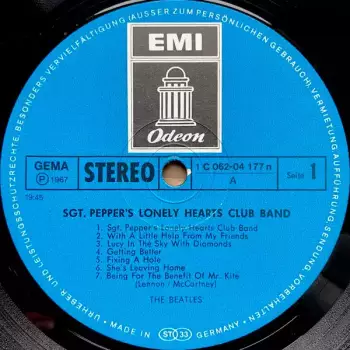 VERVIELFÄLTIGUNG (AUSSER ZUM PERSÖNLICHEN GEBRAUCH)
EMI
Odeon
GEMA
℗ 1967
STEREO
1 C 062-04 177 n
A
Seite 1
19:45
SGT. PEPPER'S LONELY HEARTS CLUB BAND
1. Sgt. Pepper's Lonely Hearts Club Band
2. With A Little Help From My Friends
3. Lucy In The Sky With Diamonds
4. Getting Better
5. Fixing A Hole
6. She's Leaving Home
7. Being For The Benefit Of Mr. Kite
(Lennon / McCartney)
THE BEATLES
URHEBER- UND LEISTUNGSSCHUTZRECHTE. BESONDERS
AUFFÜHRUNG, SENDUNG VORBEHALTEN
MADE IN GERMANY
STO 33